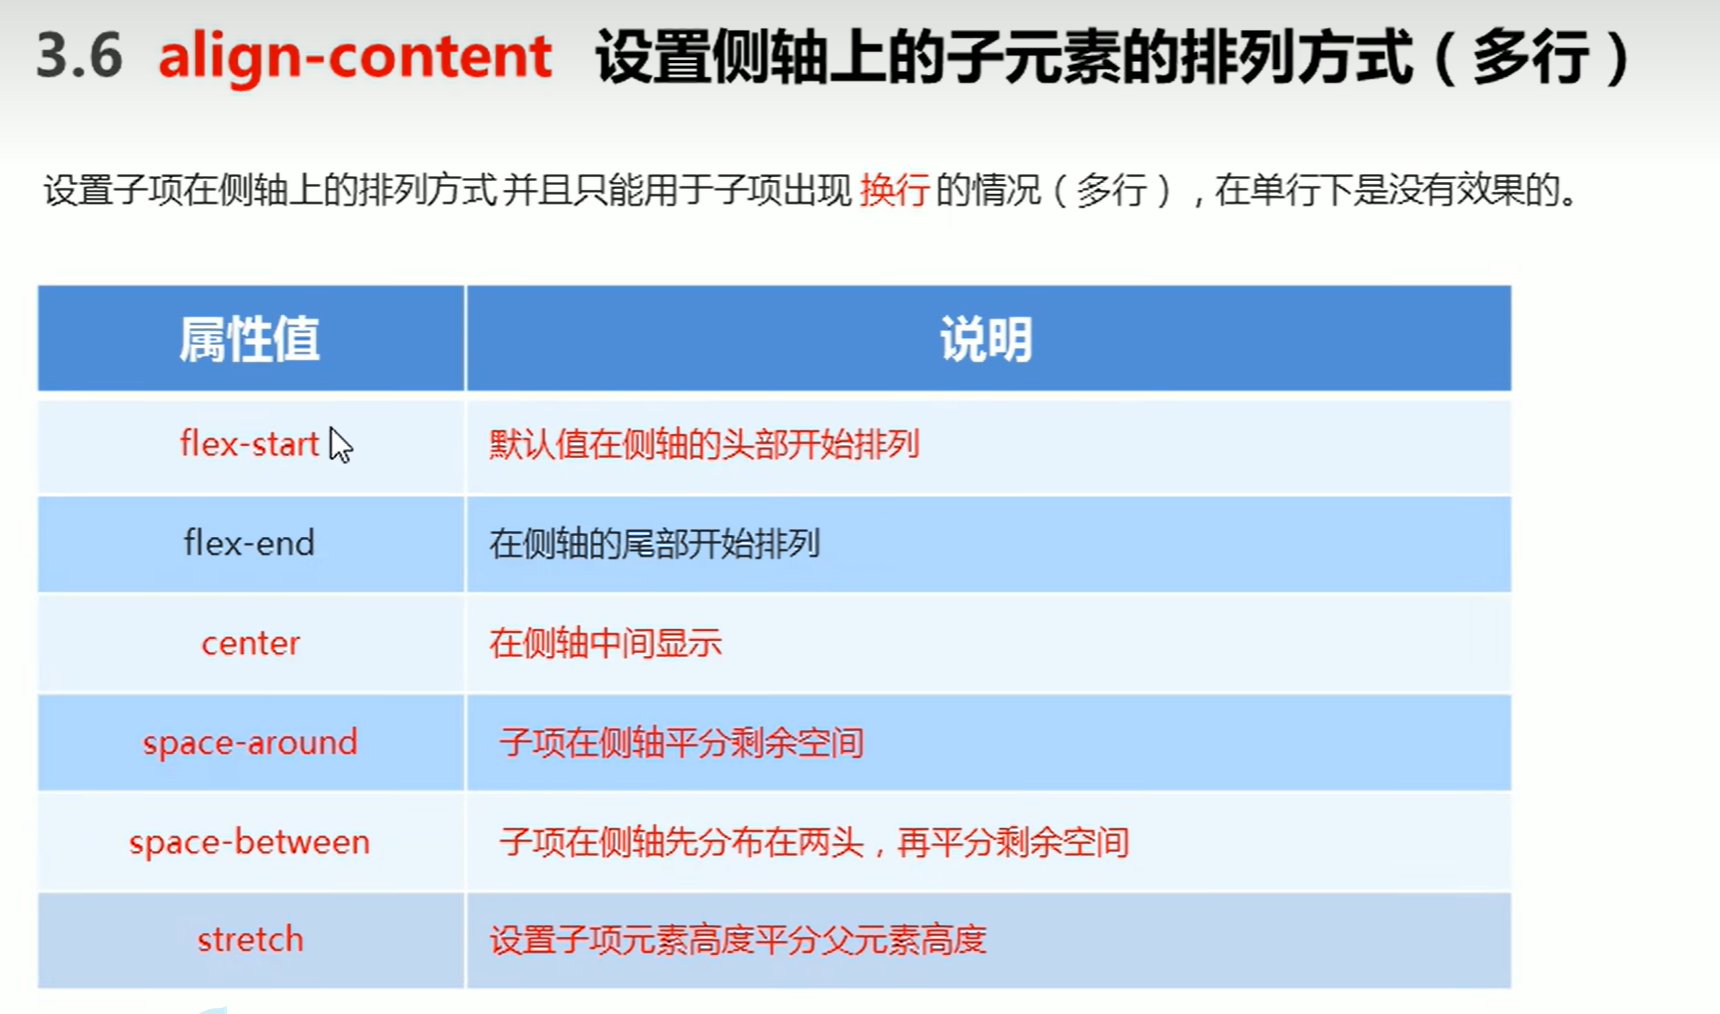 3.6 align-content 设置侧轴上的子元素的排列方式（多行）
设置子项在侧轴上的排列方式 并且只能用于子项出现 换行 的情况（多行），在单行下是没有效果的。
属性值 说明
flex-start 默认值在侧轴的头部开始排列
flex-end 在侧轴的尾部开始排列
center 在侧轴中间显示
space-around 子项在侧轴平分剩余空间
space-between 子项在侧轴先分布在两头，再平分剩余空间
stretch 设置子项元素高度平分父元素高度